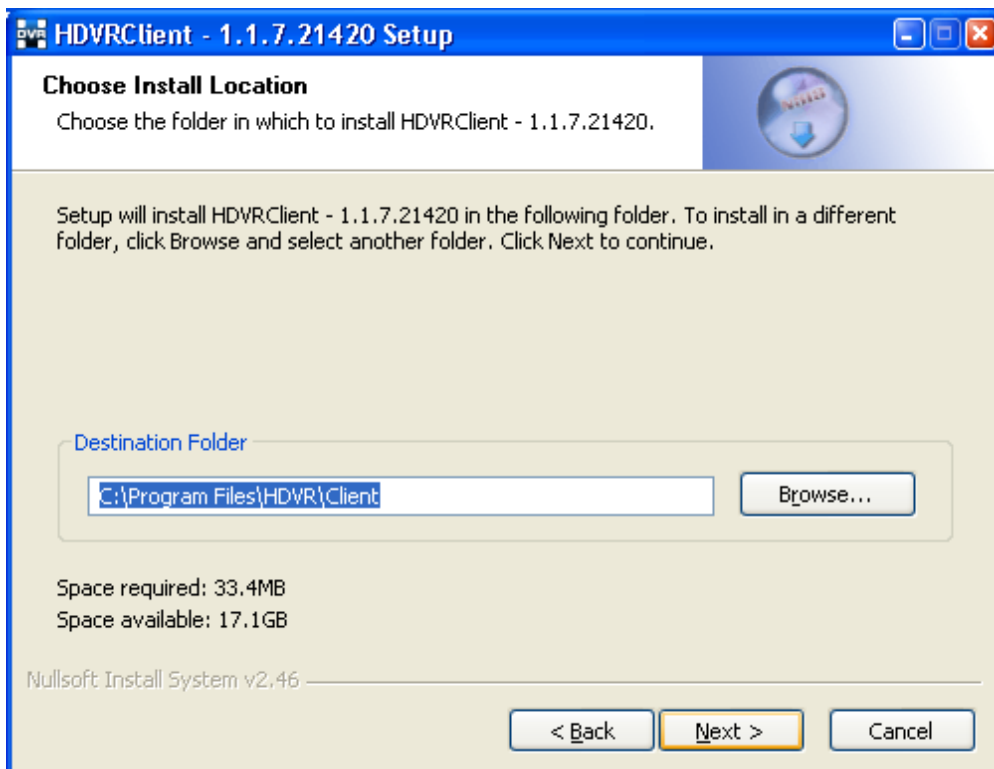 HDVRClient - 1.1.7.21420 Setup
Choose Install Location
Choose the folder in which to install HDVRClient - 1.1.7.21420.
Setup will install HDVRClient - 1.1.7.21420 in the following folder. To install in a different
folder, click Browse and select another folder. Click Next to continue.
Destination Folder
C:\Program Files\HDVR\Client
Browse...
Space required: 33.4MB
Space available: 17.1GB
Nullsoft Install System v2.46
< Back
Next >
Cancel